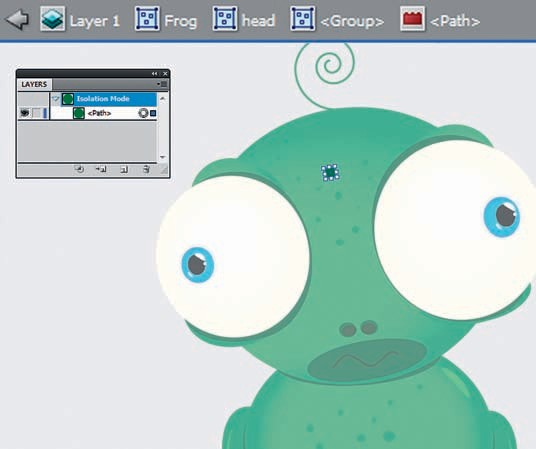 Layer 1 Frog head <Group> <Path>
LAYERS
Isolation Mode
<Path>